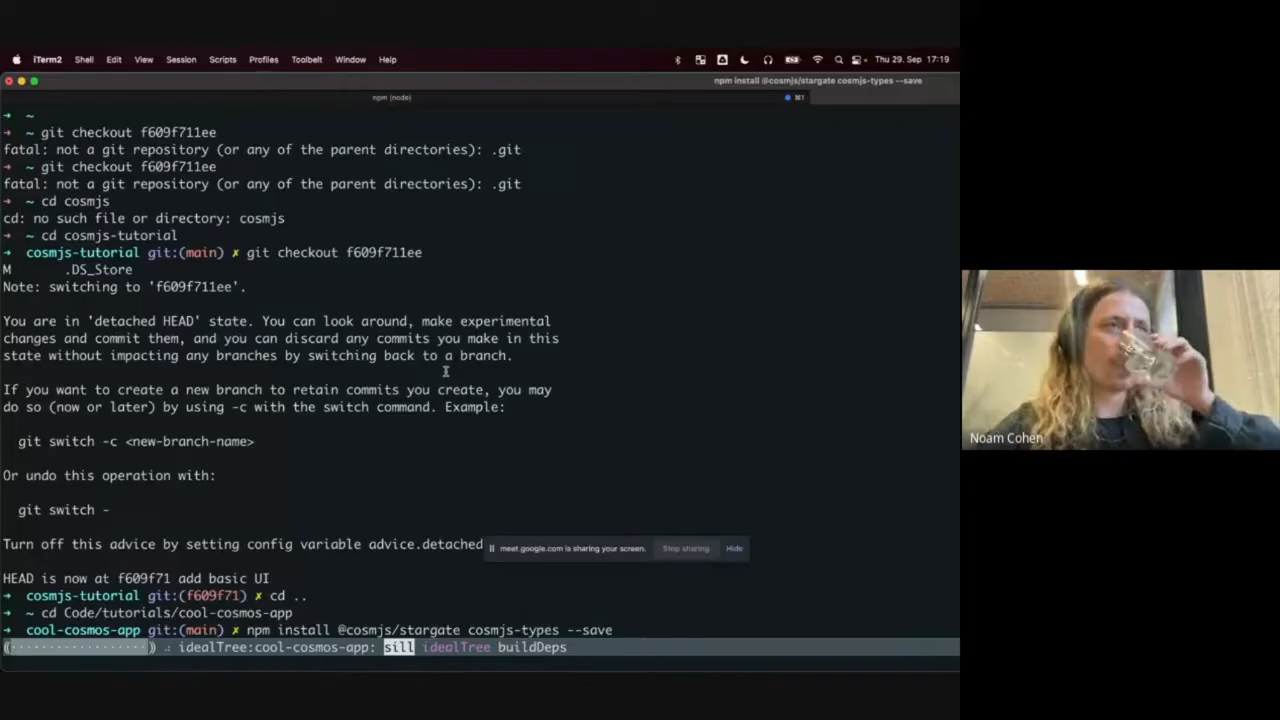 iTerm2 Shell Edit View Session Scripts Profiles Toolbelt Window Help Thu 29. Sep 17:19
npm install @cosmjs/stargate cosmjs-types --save
npm (node) ⌘1
→ ~
→ ~ git checkout f609f711ee
fatal: not a git repository (or any of the parent directories): .git
→ ~ git checkout f609f711ee
fatal: not a git repository (or any of the parent directories): .git
→ ~ cd cosmjs
cd: no such file or directory: cosmjs
→ ~ cd cosmjs-tutorial
→ cosmjs-tutorial git:(main) ✗ git checkout f609f711ee
M .DS_Store
Note: switching to 'f609f711ee'.
You are in 'detached HEAD' state. You can look around, make experimental
changes and commit them, and you can discard any commits you make in this
state without impacting any branches by switching back to a branch.
If you want to create a new branch to retain commits you create, you may
do so (now or later) by using -c with the switch command. Example:
git switch -c <new-branch-name>
Or undo this operation with:
git switch -
Turn off this advice by setting config variable advice.detached
meet.google.com is sharing your screen. Stop sharing Hide
HEAD is now at f609f71 add basic UI
→ cosmjs-tutorial git:(f609f71) ✗ cd ..
→ ~ cd Code/tutorials/cool-cosmos-app
→ cool-cosmos-app git:(main) ✗ npm install @cosmjs/stargate cosmjs-types --save
(⠂⠂⠂⠂⠂⠂⠂⠂⠂⠂⠂⠂⠂⠂⠂⠂⠂⠂) ⠴ idealTree:cool-cosmos-app: sill idealTree buildDeps
Noam Cohen